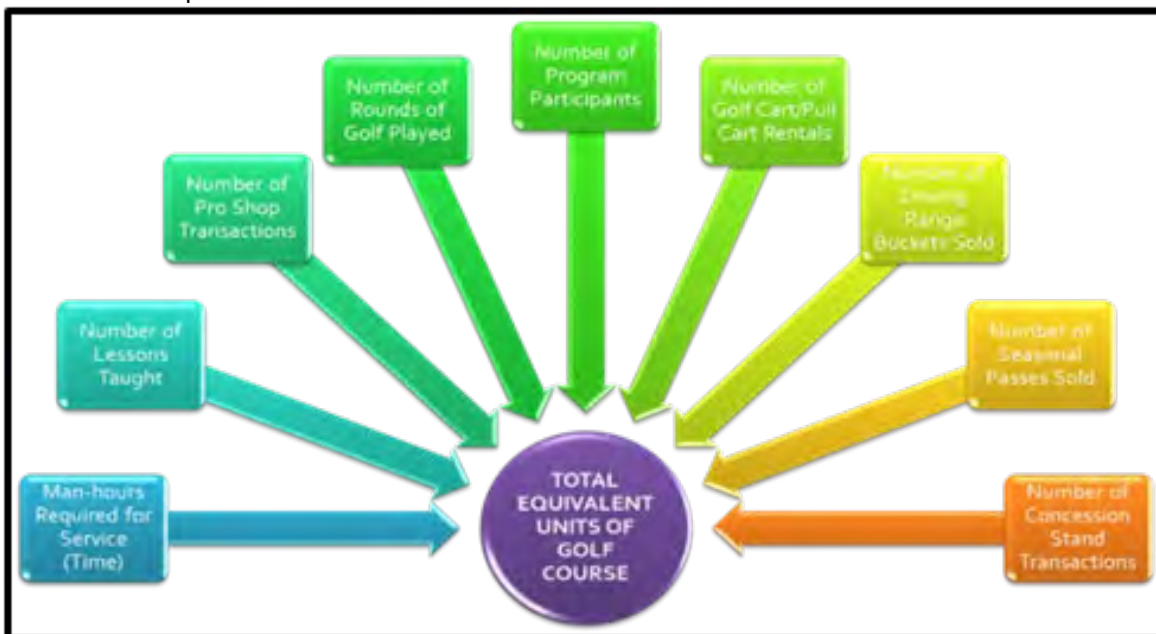 Man-hours
Required for
Service
(Time)
Number of
Lessons
Taught
Number of
Pro Shop
Transactions
Number of
Rounds of
Golf Played
Number of
Program
Participants
Number of
Golf Cart/Pull
Cart Rentals
Number of
Driving
Range
Buckets Sold
Number of
Seasonal
Passes Sold
Number of
Concession
Stand
Transactions
TOTAL
EQUIVALENT
UNITS OF
GOLF
COURSE